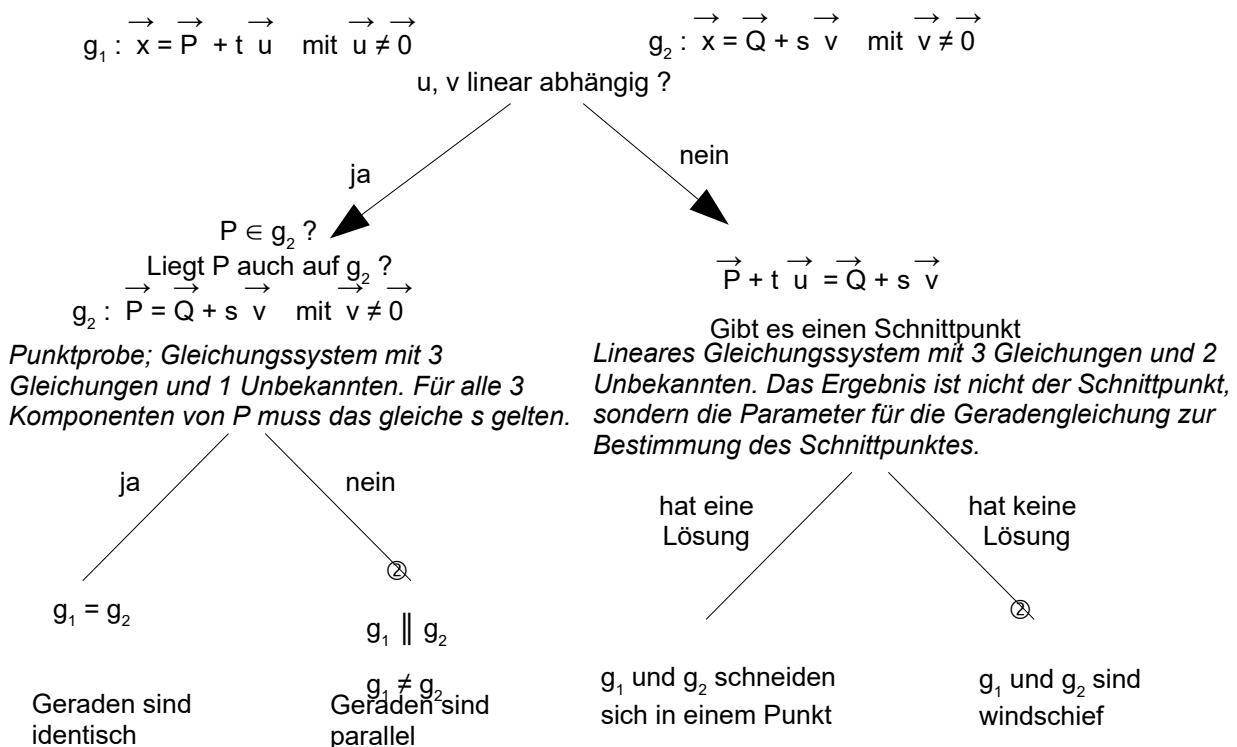 g₁ : x⃗ = P⃗ + t u⃗ mit u⃗ ≠ 0⃗
g₂ : x⃗ = Q⃗ + s v⃗ mit v⃗ ≠ 0⃗
u, v linear abhängig ?
ja
nein
P ∈ g₂ ?
Liegt P auch auf g₂ ?
g₂ : P⃗ = Q⃗ + s v⃗ mit v⃗ ≠ 0⃗
Punktprobe; Gleichungssystem mit 3
Gleichungen und 1 Unbekannten. Für alle 3
Komponenten von P muss das gleiche s gelten.
P⃗ + t u⃗ = Q⃗ + s v⃗
Gibt es einen Schnittpunkt
Lineares Gleichungssystem mit 3 Gleichungen und 2
Unbekannten. Das Ergebnis ist nicht der Schnittpunkt,
sondern die Parameter für die Geradengleichung zur
Bestimmung des Schnittpunktes.
ja
nein
hat eine
Lösung
hat keine
Lösung
②
②
g₁ = g₂
Geraden sind
identisch
g₁ ∥ g₂
g₁ ≠ g₂
Geraden sind
parallel
g₁ und g₂ schneiden
sich in einem Punkt
g₁ und g₂ sind
windschief